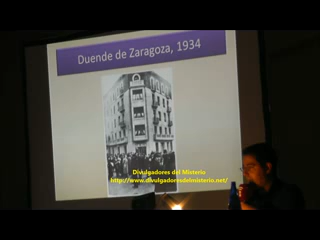 Duende de Zaragoza, 1934
Divulgadores del Misterio
http://www.divulgadoresdelmisterio.net/